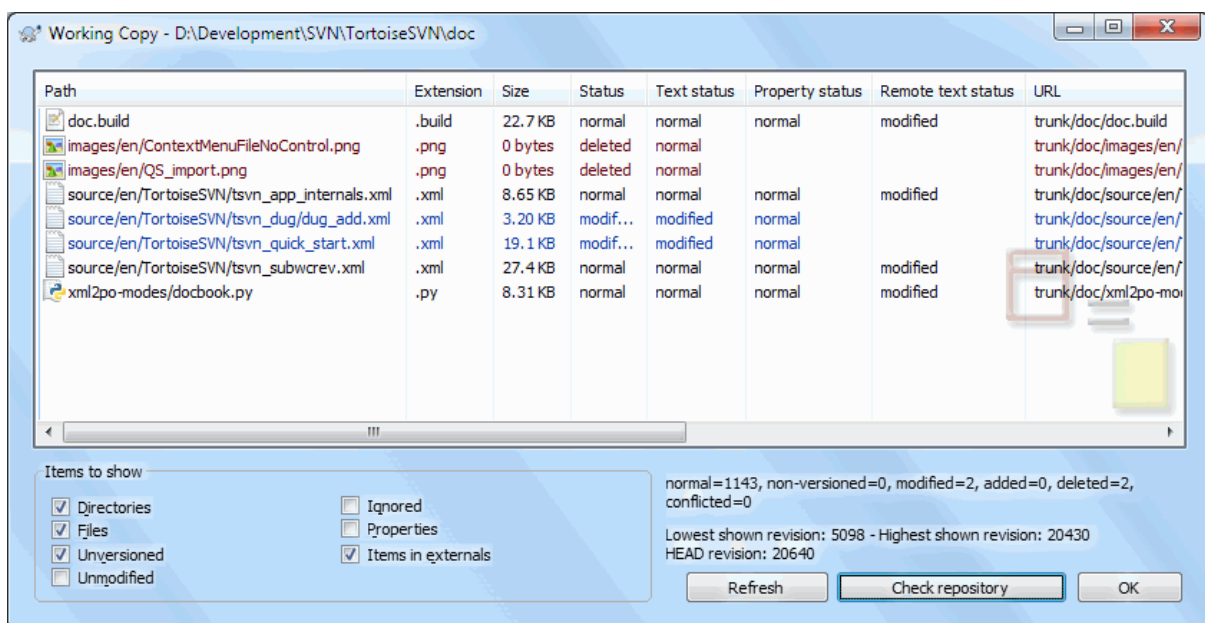 Working Copy - D:\Development\SVN\TortoiseSVN\doc
Path Extension Size Status Text status Property status Remote text status URL
doc.build .build 22.7 KB normal normal normal modified trunk/doc/doc.build
images/en/ContextMenuFileNoControl.png .png 0 bytes deleted normal trunk/doc/images/en/
images/en/QS_import.png .png 0 bytes deleted normal trunk/doc/images/en/
source/en/TortoiseSVN/tsvn_app_internals.xml .xml 8.65 KB normal normal normal modified trunk/doc/source/en/
source/en/TortoiseSVN/tsvn_dug/dug_add.xml .xml 3.20 KB modif... modified normal trunk/doc/source/en/
source/en/TortoiseSVN/tsvn_quick_start.xml .xml 19.1 KB modif... modified normal trunk/doc/source/en/
source/en/TortoiseSVN/tsvn_subwcrev.xml .xml 27.4 KB normal normal normal modified trunk/doc/source/en/
xml2po-modes/docbook.py .py 8.31 KB normal normal normal modified trunk/doc/xml2po-mo
Items to show
Directories Ignored
Files Properties
Unversioned Items in externals
Unmodified
normal=1143, non-versioned=0, modified=2, added=0, deleted=2,
conflicted=0
Lowest shown revision: 5098 - Highest shown revision: 20430
HEAD revision: 20640
Refresh Check repository OK